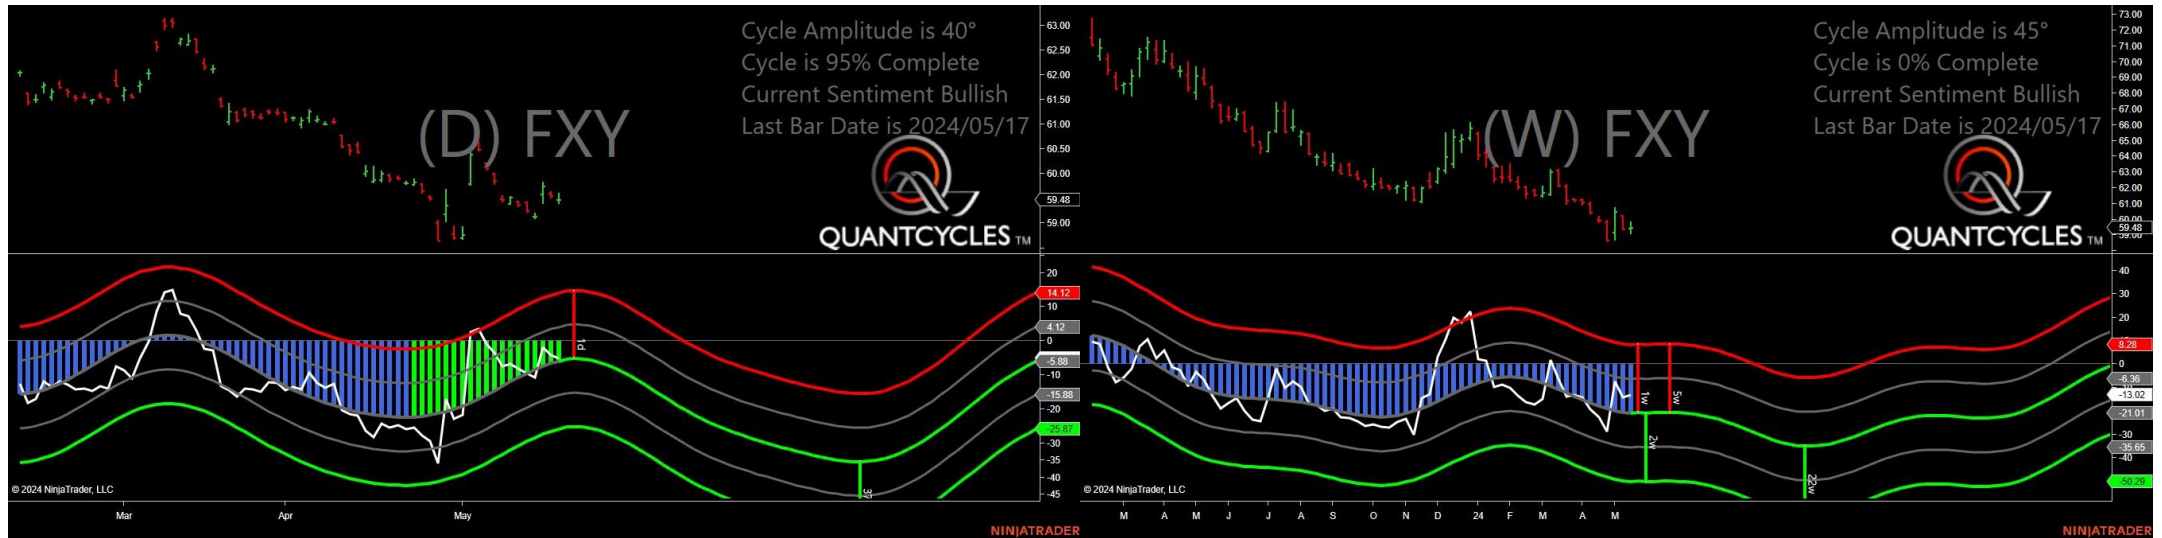 Cycle Amplitude is 40°
Cycle is 95% Complete
Current Sentiment Bullish
Last Bar Date is 2024/05/17
(D) FXY
QUANTCYCLES TM
63.00
62.50
62.00
61.50
61.00
60.50
60.00
59.48
59.00
20
14.12
10
4.12
0
-5.88
-10
-15.88
-20
-25.87
-30
-35
-40
-45
1d
© 2024 NinjaTrader, LLC
Mar
Apr
May
NINJATRADER
Cycle Amplitude is 45°
Cycle is 0% Complete
Current Sentiment Bullish
Last Bar Date is 2024/05/17
(W) FXY
QUANTCYCLES TM
73.00
72.00
71.00
70.00
69.00
68.00
67.00
66.00
65.00
64.00
63.00
62.00
61.00
60.00
59.48
59.00
40
30
20
8.28
0
-6.36
-13.02
-21.01
-30
-35.65
-40
-50.29
1w
5w
2w
22w
© 2024 NinjaTrader, LLC
M A M J J A S O N D 24 F M A M
NINJATRADER